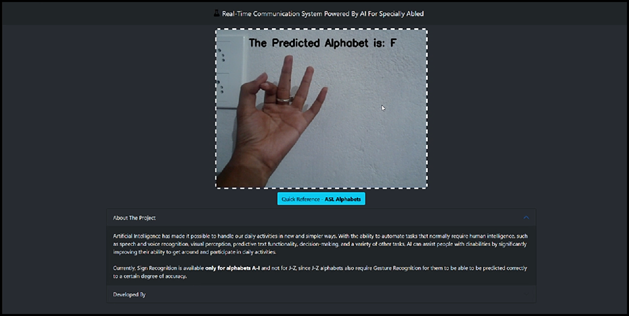 Real-Time Communication System Powered By AI For Specially Abled
The Predicted Alphabet is: F
Quick Reference - ASL Alphabets
About The Project
Artificial Intelligence has made it possible to handle our daily activities in new and simpler ways. With the ability to automate tasks that normally require human intelligence, such
as speech and voice recognition, visual perception, predictive text functionality, decision-making, and a variety of other tasks, AI can assist people with disabilities by significantly
improving their ability to get around and participate in daily activities.
Currently, Sign Recognition is available only for alphabets A-I and not for J-Z, since J-Z alphabets also require Gesture Recognition for them to be able to be predicted correctly
to a certain degree of accuracy.
Developed By